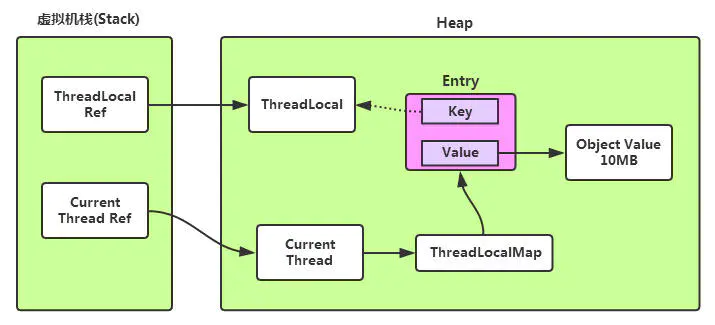 虚拟机栈(Stack)
Heap
ThreadLocal
Ref
ThreadLocal
Entry
Key
Value
Object Value
10MB
Current
Thread Ref
Current
Thread
ThreadLocalMap